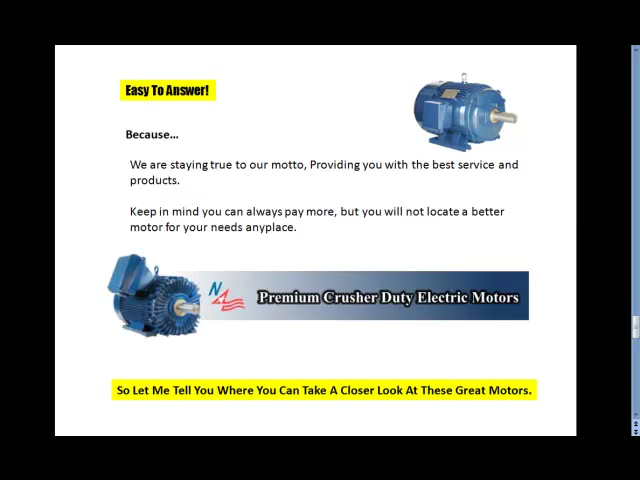 Easy To Answer!
Because...
We are staying true to our motto, Providing you with the best service and
products.
Keep in mind you can always pay more, but you will not locate a better
motor for your needs anyplace.
Premium Crusher Duty Electric Motors
So Let Me Tell You Where You Can Take A Closer Look At These Great Motors.